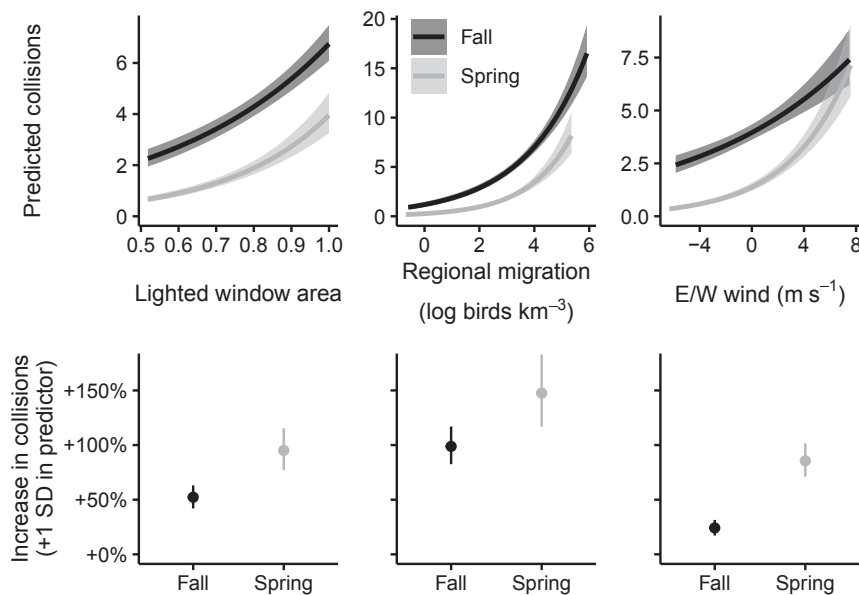 Predicted collisions
6
4
2
0
0.5 0.6 0.7 0.8 0.9 1.0
Lighted window area
20
15
10
5
0
Fall
Spring
0 2 4 6
Regional migration
(log birds km⁻³)
7.5
5.0
2.5
0.0
−4 0 4 8
E/W wind (m s⁻¹)
Increase in collisions
(+1 SD in predictor)
+150%
+100%
+50%
+0%
Fall Spring
Fall Spring
Fall Spring